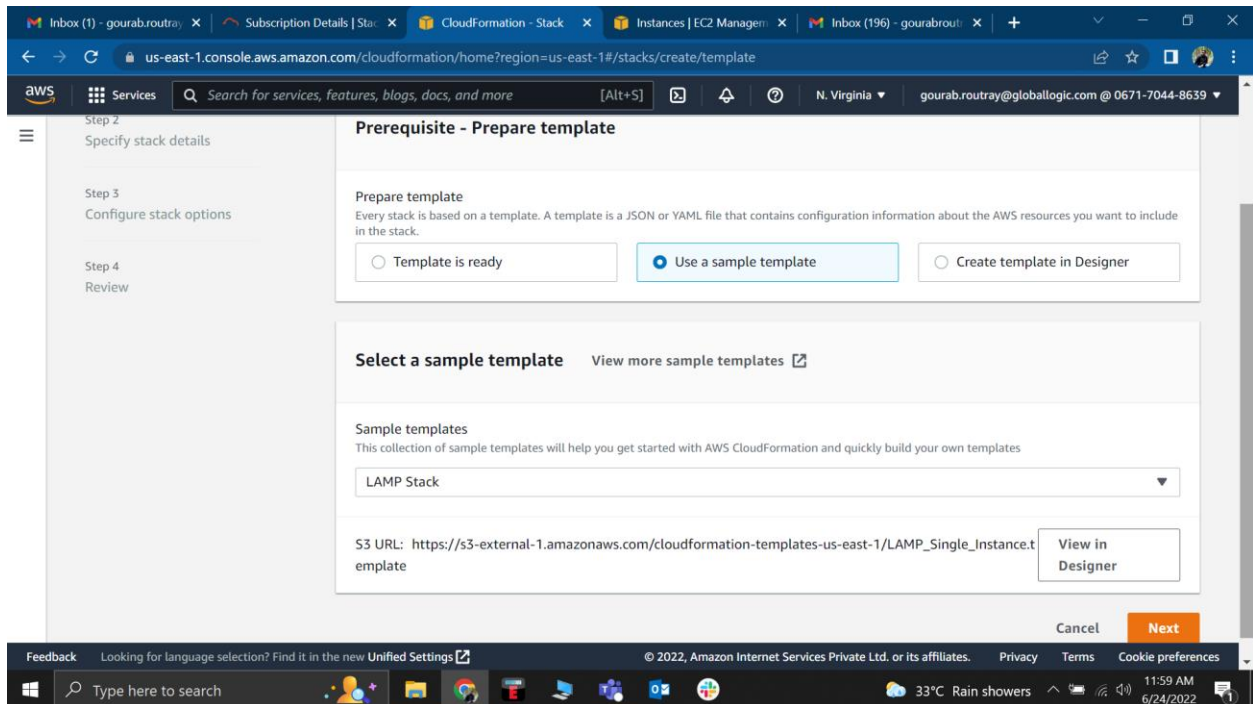 Inbox (1) - gourab.routray
Subscription Details | Stac
CloudFormation - Stack
Instances | EC2 Managem
Inbox (196) - gourabroutr
us-east-1.console.aws.amazon.com/cloudformation/home?region=us-east-1#/stacks/create/template
aws
Services
Search for services, features, blogs, docs, and more
[Alt+S]
N. Virginia
gourab.routray@globallogic.com @ 0671-7044-8639
Step 2
Specify stack details
Step 3
Configure stack options
Step 4
Review
Prerequisite - Prepare template
Prepare template
Every stack is based on a template. A template is a JSON or YAML file that contains configuration information about the AWS resources you want to include
in the stack.
Template is ready
Use a sample template
Create template in Designer
Select a sample template
View more sample templates
Sample templates
This collection of sample templates will help you get started with AWS CloudFormation and quickly build your own templates
LAMP Stack
S3 URL: https://s3-external-1.amazonaws.com/cloudformation-templates-us-east-1/LAMP_Single_Instance.t
emplate
View in
Designer
Cancel
Next
Feedback
Looking for language selection? Find it in the new Unified Settings
© 2022, Amazon Internet Services Private Ltd. or its affiliates.
Privacy
Terms
Cookie preferences
Type here to search
33°C Rain showers
11:59 AM
6/24/2022
1